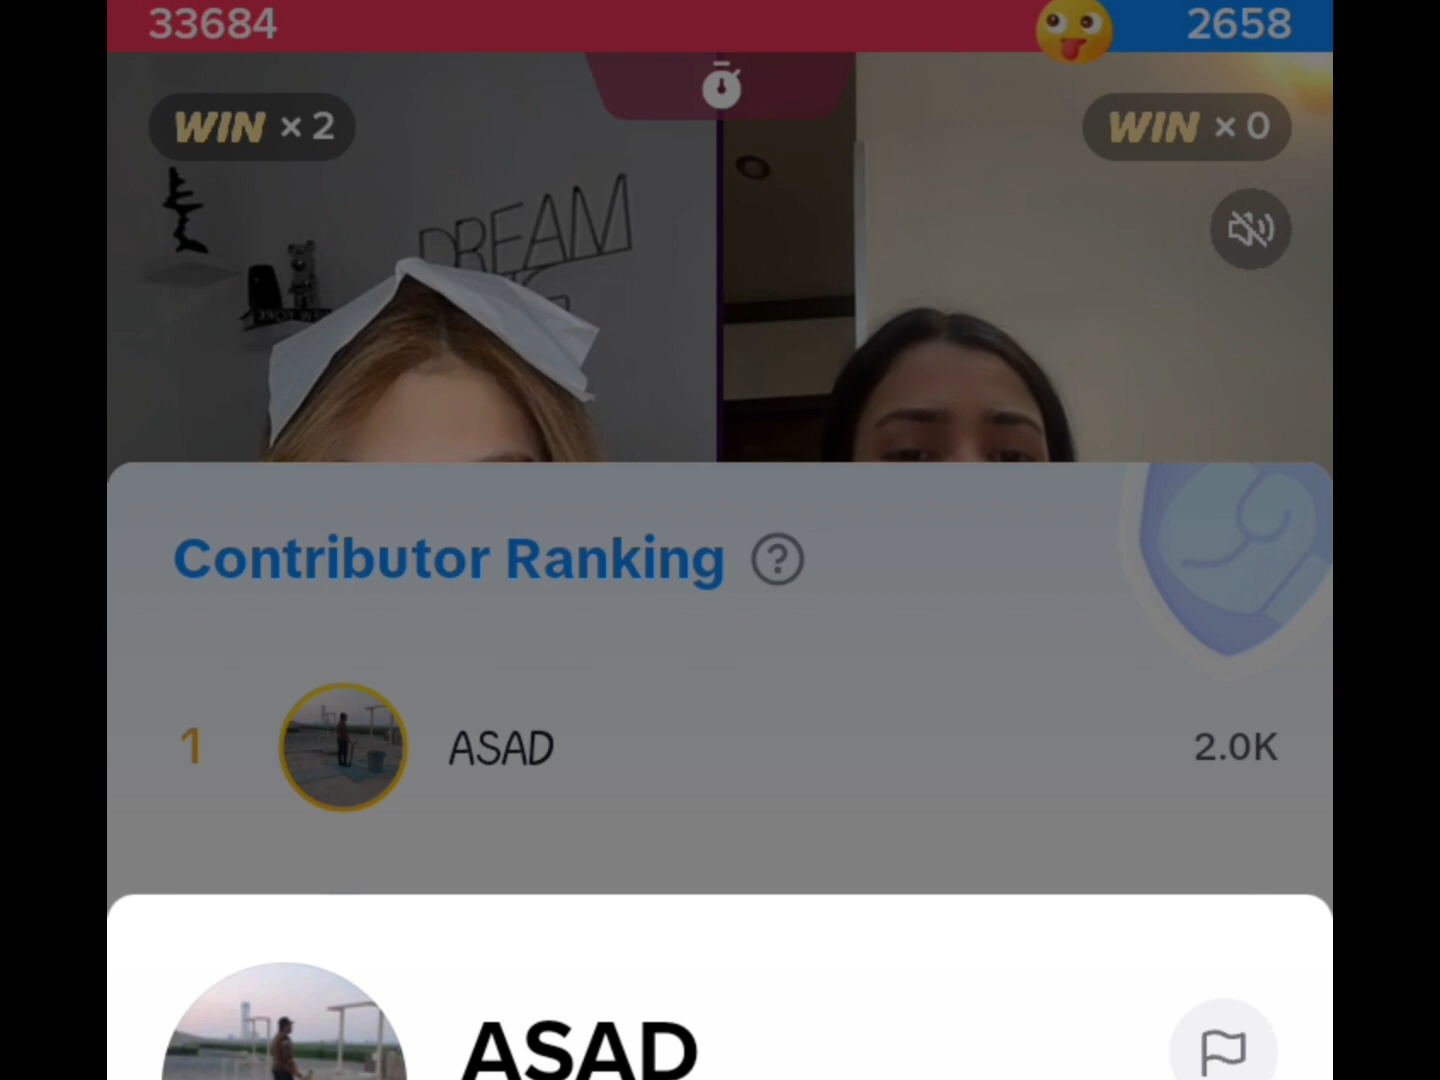 33684
2658
WIN × 2
WIN × 0
DREAM
Contributor Ranking ?
1
ASAD
2.0K
ASAD